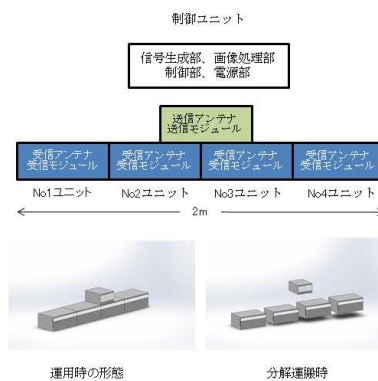 制御ユニット
信号生成部、画像処理部
制御部、電源部
送信アンテナ
送信モジュール
受信アンテナ 受信アンテナ 受信アンテナ 受信アンテナ
受信モジュール 受信モジュール 受信モジュール 受信モジュール
No1ユニット No2ユニット No3ユニット No4ユニット
2m
運用時の形態 分解運搬時